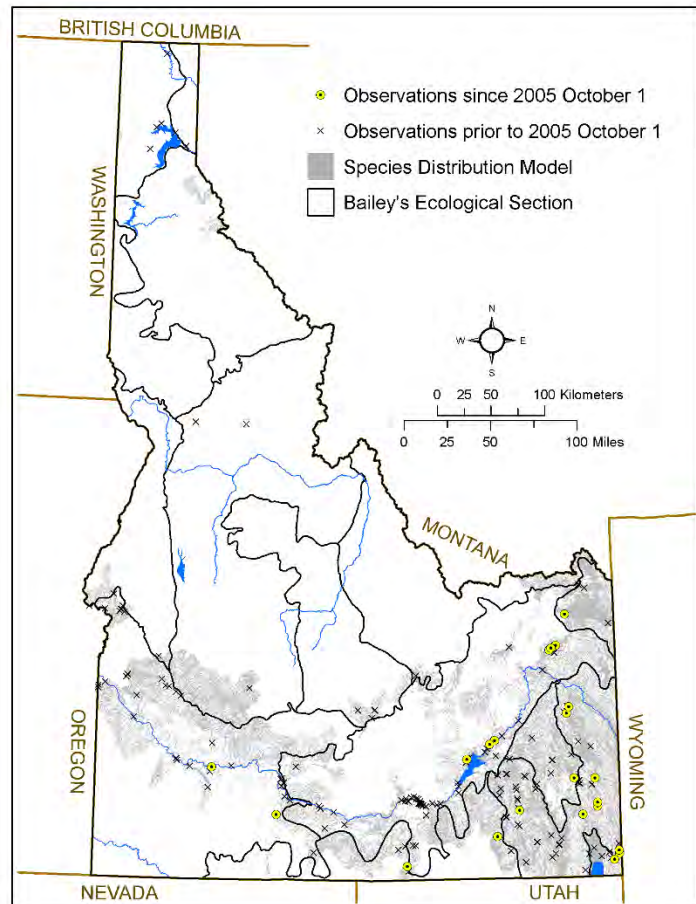 BRITISH COLUMBIA
Observations since 2005 October 1
Observations prior to 2005 October 1
Species Distribution Model
Bailey's Ecological Section
WASHINGTON
N
W E
S
0 25 50 100 Kilometers
0 25 50 100 Miles
MONTANA
OREGON
WYOMING
NEVADA
UTAH